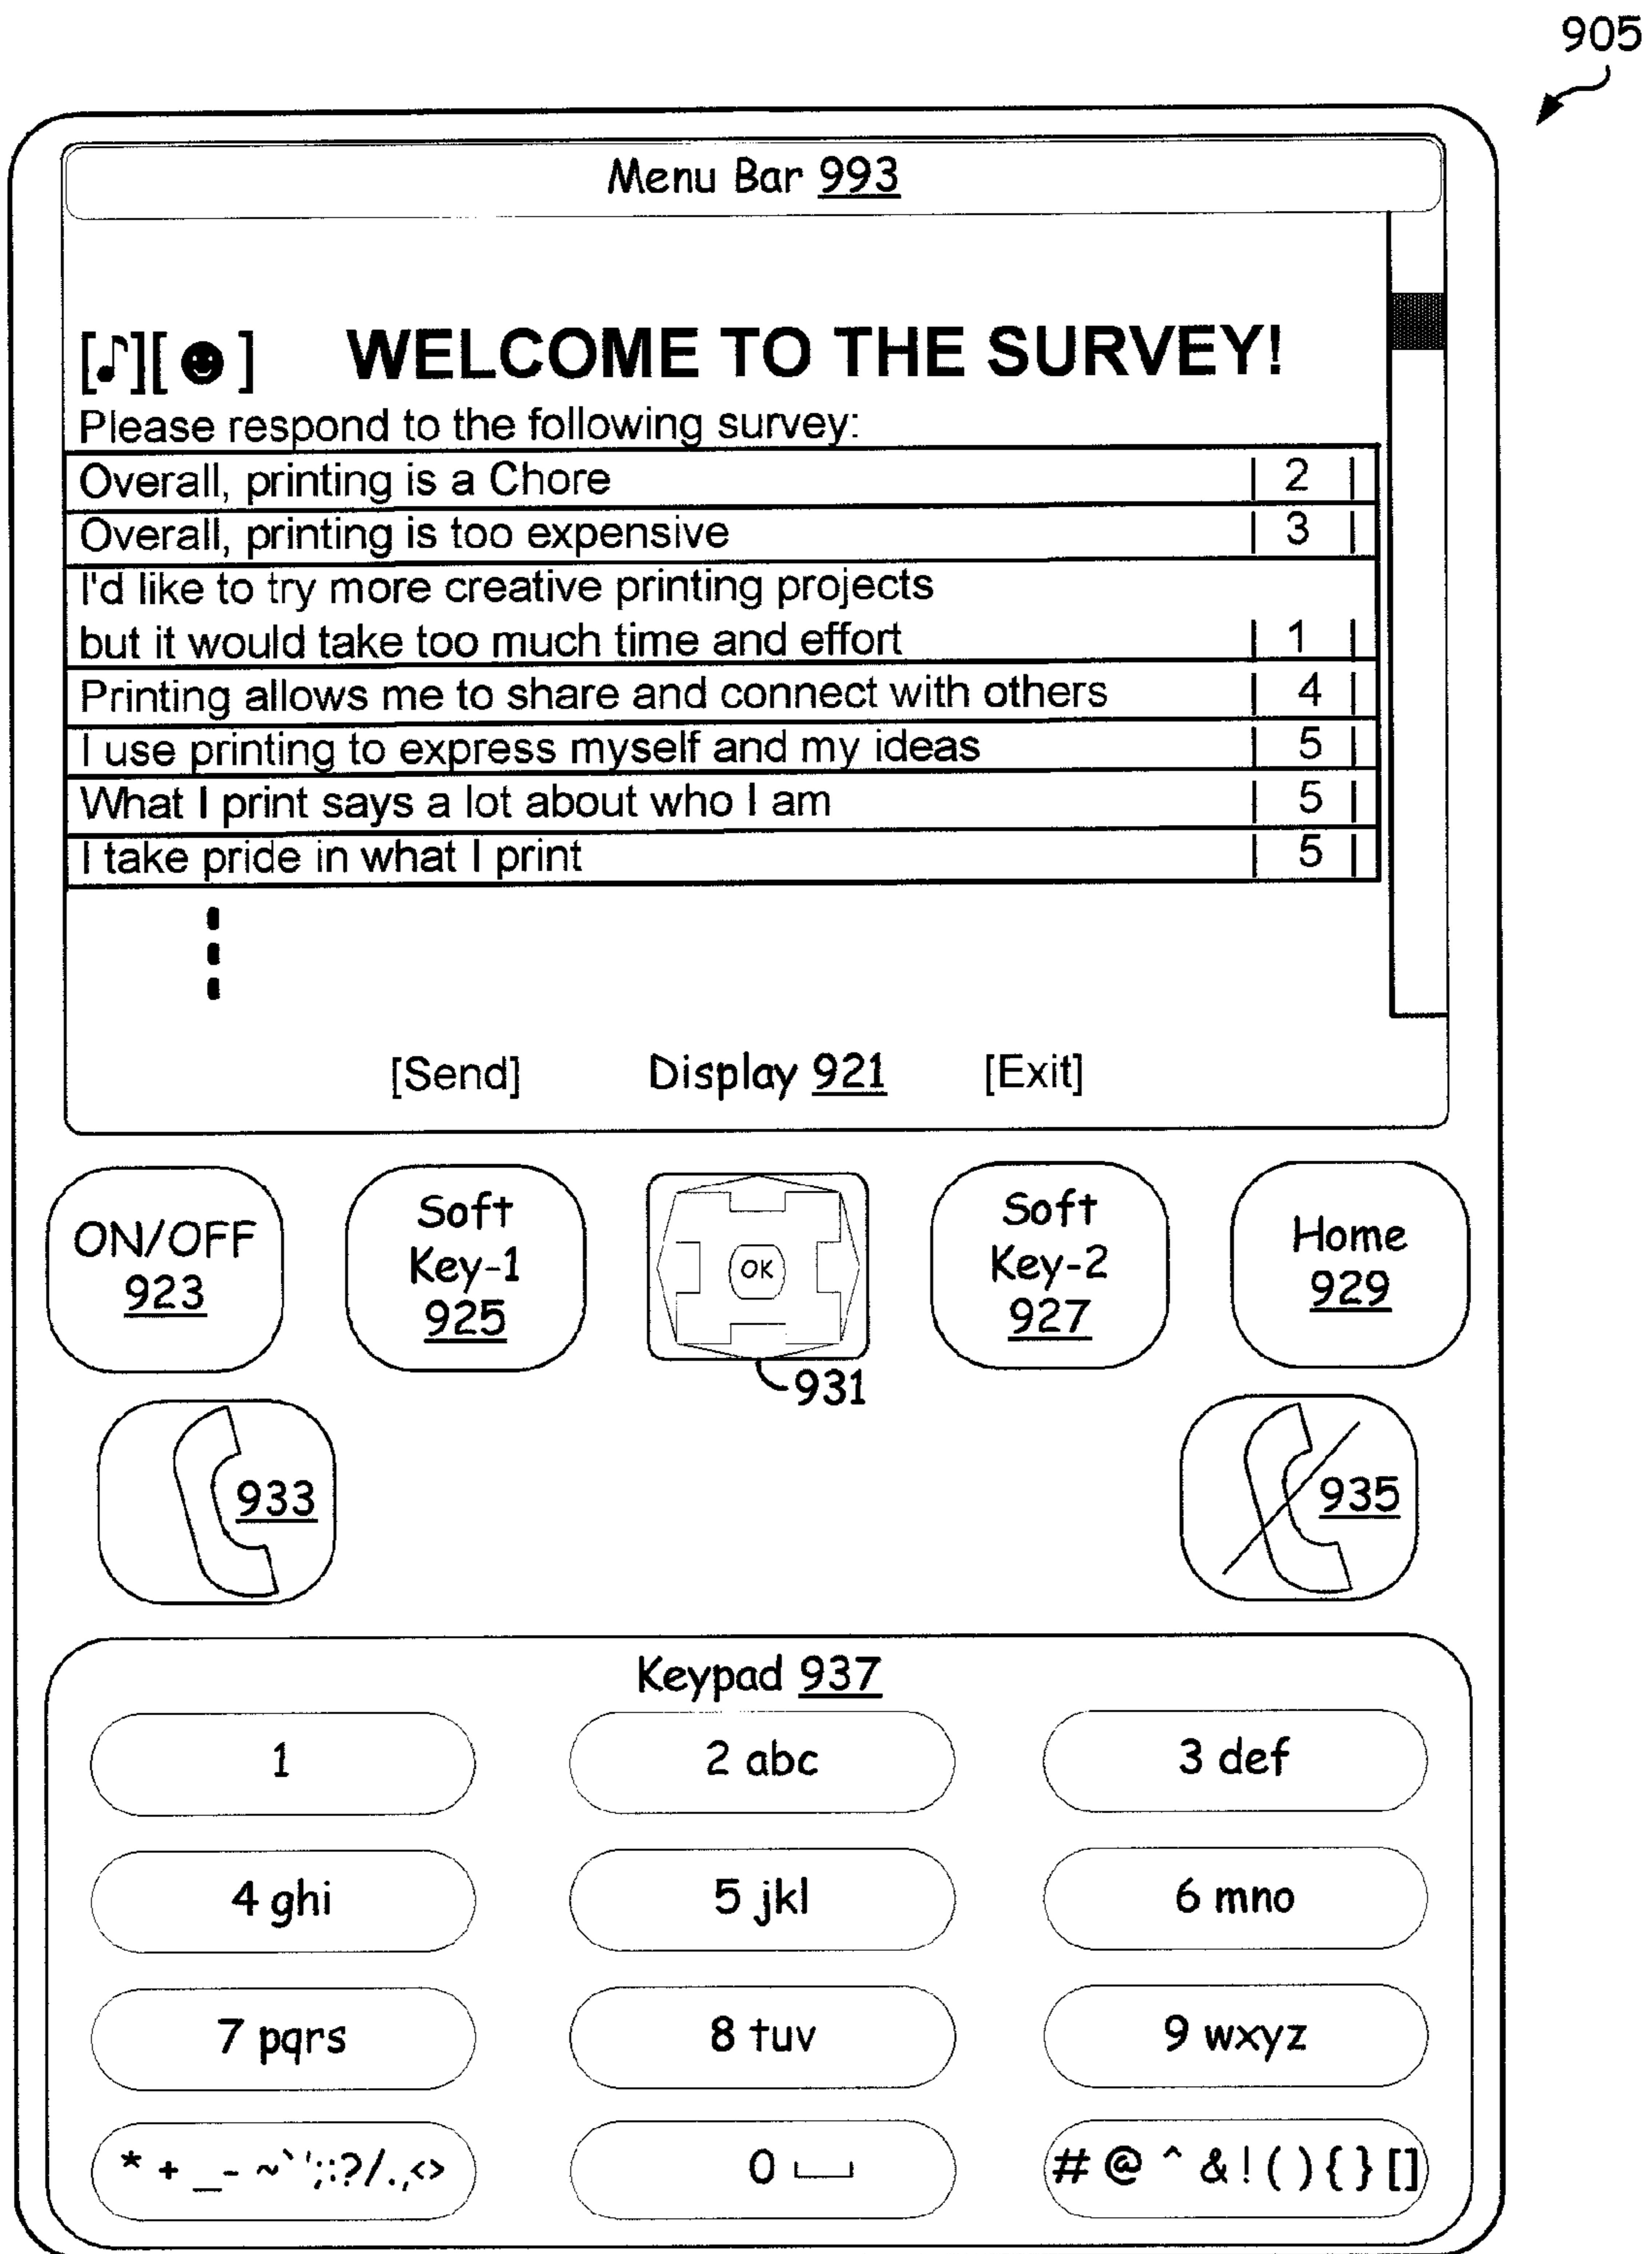 905
Menu Bar 993
[♪][☻] WELCOME TO THE SURVEY!
Please respond to the following survey:
Overall, printing is a Chore | 2 |
Overall, printing is too expensive | 3 |
I'd like to try more creative printing projects
but it would take too much time and effort | 1 |
Printing allows me to share and connect with others | 4 |
I use printing to express myself and my ideas | 5 |
What I print says a lot about who I am | 5 |
I take pride in what I print | 5 |
[Send] Display 921 [Exit]
ON/OFF
923
Soft
Key-1
925
OK
931
Soft
Key-2
927
Home
929
933
935
Keypad 937
1
2 abc
3 def
4 ghi
5 jkl
6 mno
7 pqrs
8 tuv
9 wxyz
* + _ - ~ ` ' ; : ? / . , < >
0 ⎵
# @ ^ & ! ( ) { } [ ]